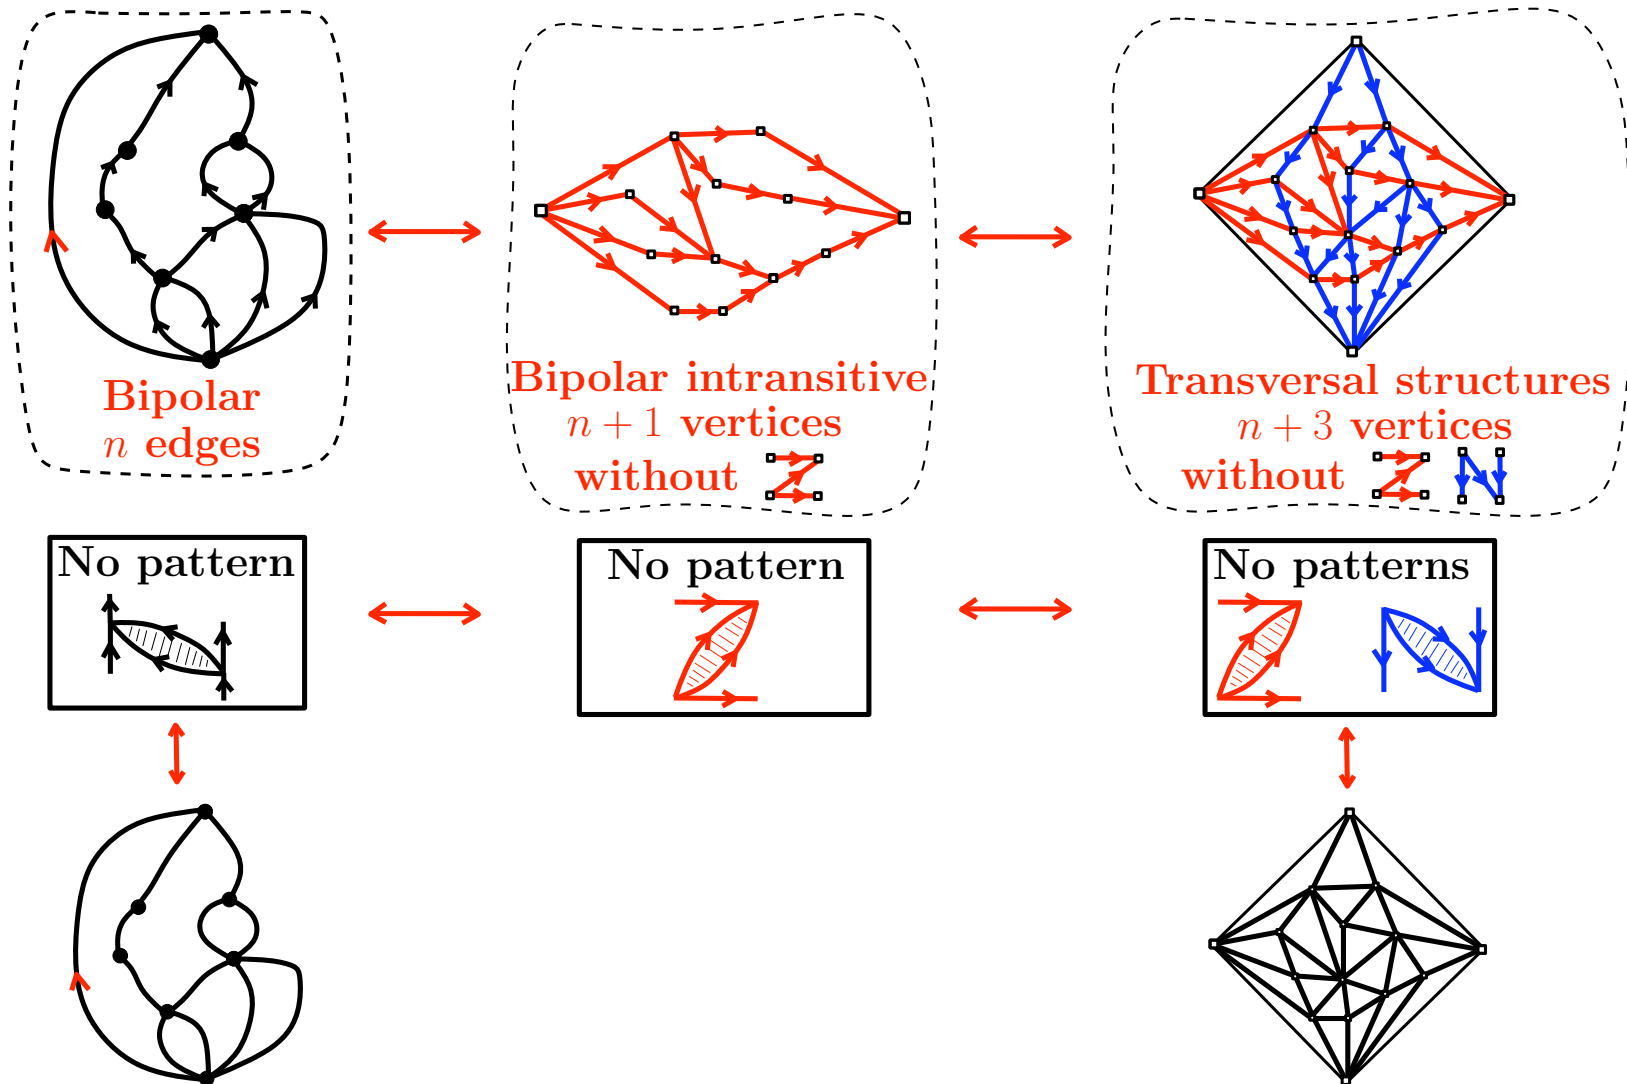 Bipolar
n edges
Bipolar intransitive
n + 1 vertices
without
Transversal structures
n + 3 vertices
without
No pattern
No pattern
No patterns